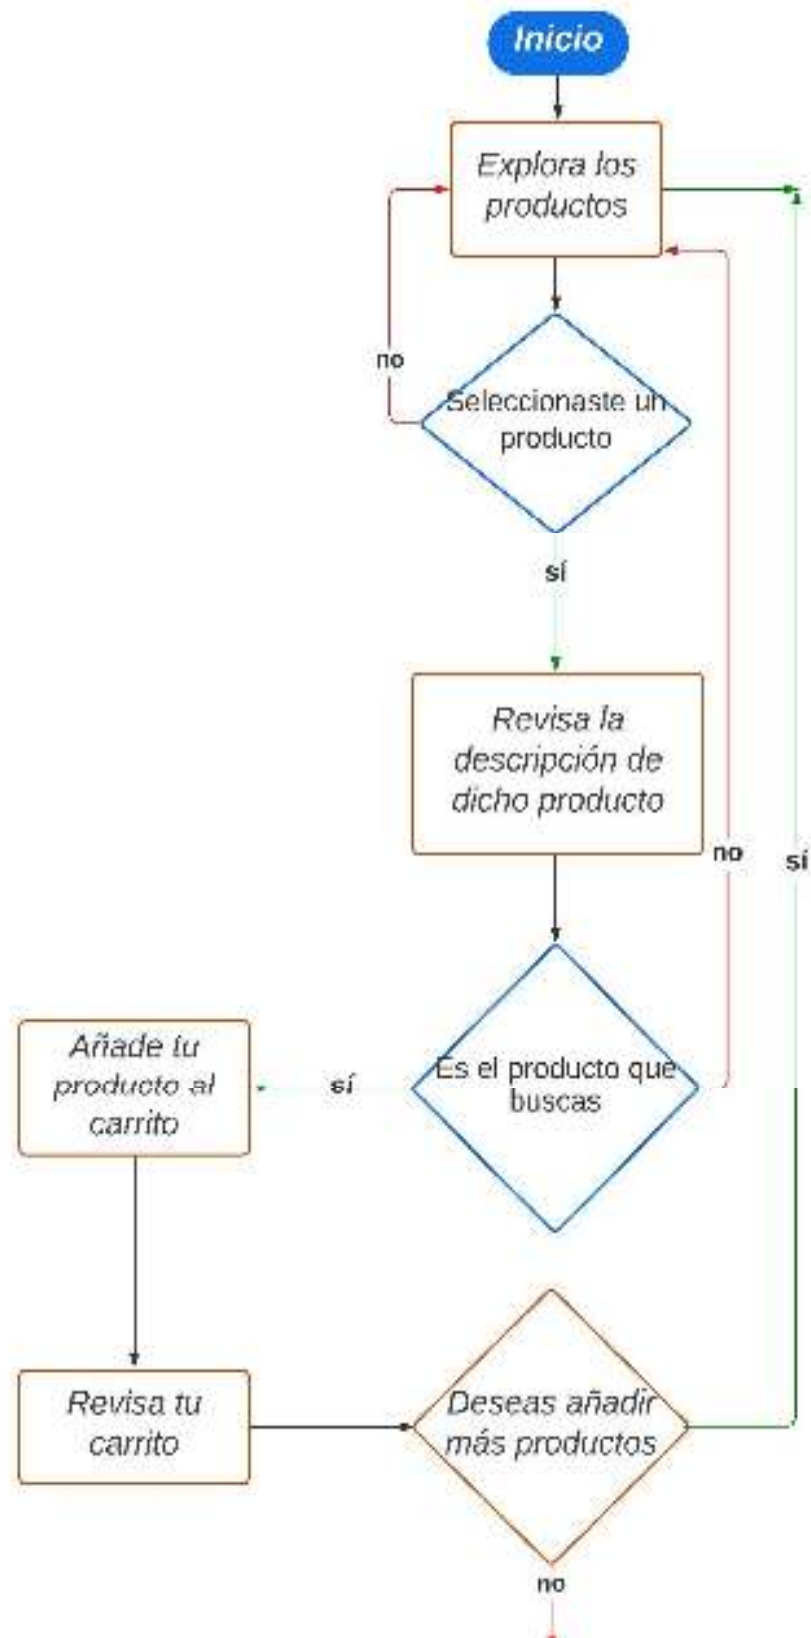 Inicio
Explora los
productos
no
Seleccionaste un
producto
sí
Revisa la
descripción de
dicho producto
no
sí
Añade tu
producto al
carrito
sí
Es el producto que
buscas
Revisa tu
carrito
Deseas añadir
más productos
no